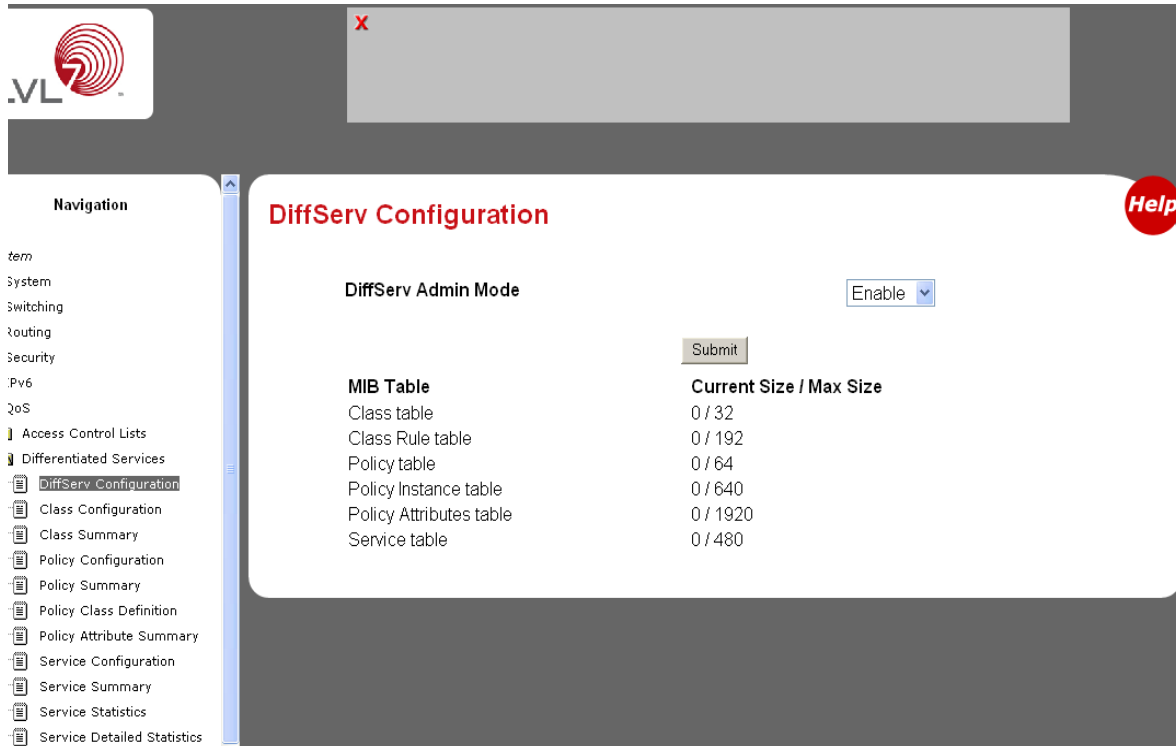 .VL 7
X
Navigation
tem
System
Switching
Routing
Security
IPv6
QoS
Access Control Lists
Differentiated Services
DiffServ Configuration
Class Configuration
Class Summary
Policy Configuration
Policy Summary
Policy Class Definition
Policy Attribute Summary
Service Configuration
Service Summary
Service Statistics
Service Detailed Statistics
DiffServ Configuration
Help
DiffServ Admin Mode Enable
Submit
MIB Table Current Size / Max Size
Class table 0 / 32
Class Rule table 0 / 192
Policy table 0 / 64
Policy Instance table 0 / 640
Policy Attributes table 0 / 1920
Service table 0 / 480